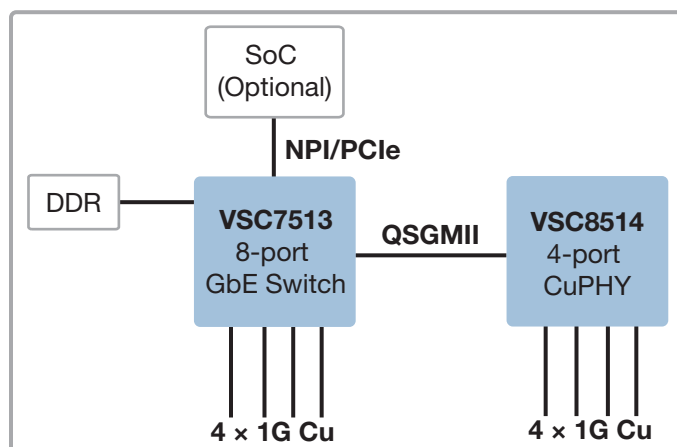 SoC
(Optional)
NPI/PCIe
DDR
VSC7513
8-port
GbE Switch
QSGMII
VSC8514
4-port
CuPHY
4 × 1G Cu
4 × 1G Cu